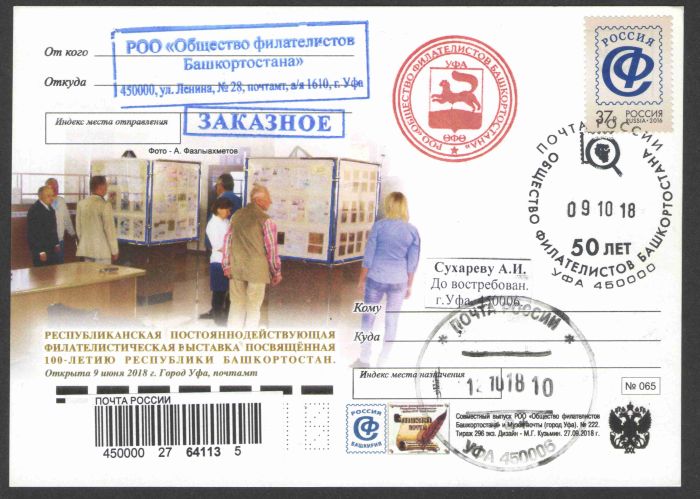 От кого
Откуда
РОО «Общество филателистов
Башкортостана»
450000, ул. Ленина, № 28, почтамт, а/я 1610, г. Уфа
Индекс места отправления
ЗАКАЗНОЕ
Фото - А. Фазлыахметов
РОО «ОБЩЕСТВО ФИЛАТЕЛИСТОВ БАШКОРТОСТАНА»
УФА
ӨФӨ
РОССИЯ
37 Р
РОССИЯ
RUSSIA · 2016
ПОЧТА РОССИИ
ОБЩЕСТВО ФИЛАТЕЛИСТОВ БАШКОРТОСТАНА
09 10 18
50 ЛЕТ
УФА 450000
Сухареву А.И.
До востребован.
г.Уфа, 450006
Кому
Куда
Индекс места назначения
ПОЧТА РОССИИ
12 10 18 10
УФА 450006
РЕСПУБЛИКАНСКАЯ ПОСТОЯННОДЕЙСТВУЮЩАЯ
ФИЛАТЕЛИСТИЧЕСКАЯ ВЫСТАВКА ПОСВЯЩЁННАЯ
100-ЛЕТИЮ РЕСПУБЛИКИ БАШКОРТОСТАН.
Открыта 9 июня 2018 г. Город Уфа, почтамт
ПОЧТА РОССИИ
450000 27 64113 5
РОССИЯ
БАШКИРИЯ
Совместный выпуск РОО «Общество филателистов
Башкортостана» и Музея почты (город Уфа). № 222.
Тираж 296 экз. Дизайн - М.Г. Кузьмин. 27.09.2018 г.
№ 065